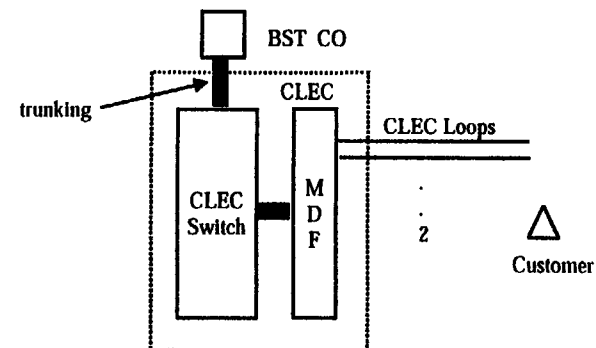 BST CO
trunking
CLEC
CLEC Loops
CLEC
Switch
M
D
F
.
.
2
Customer